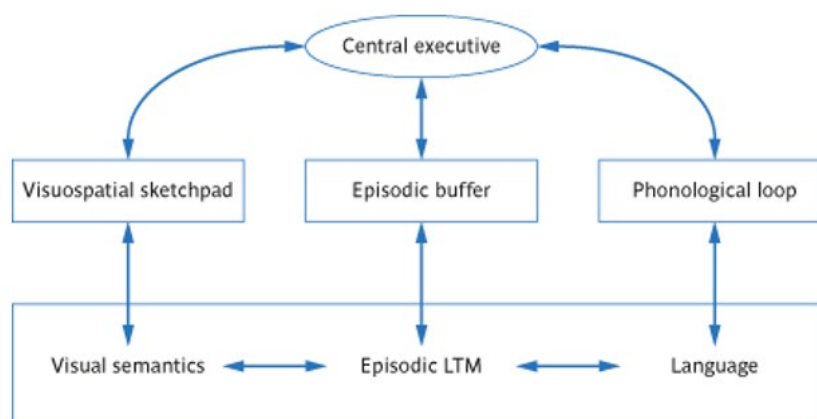 Central executive
Visuospatial sketchpad
Episodic buffer
Phonological loop
Visual semantics
Episodic LTM
Language